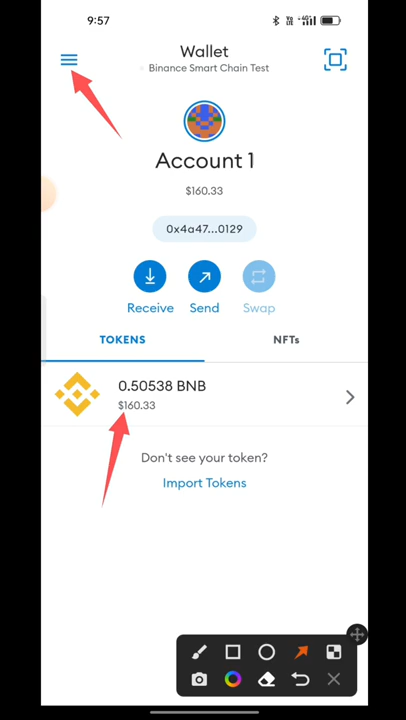 9:57
Wallet
Binance Smart Chain Test
Account 1
$160.33
0x4a47...0129
Receive Send Swap
TOKENS NFTs
0.50538 BNB
$160.33
Don't see your token?
Import Tokens